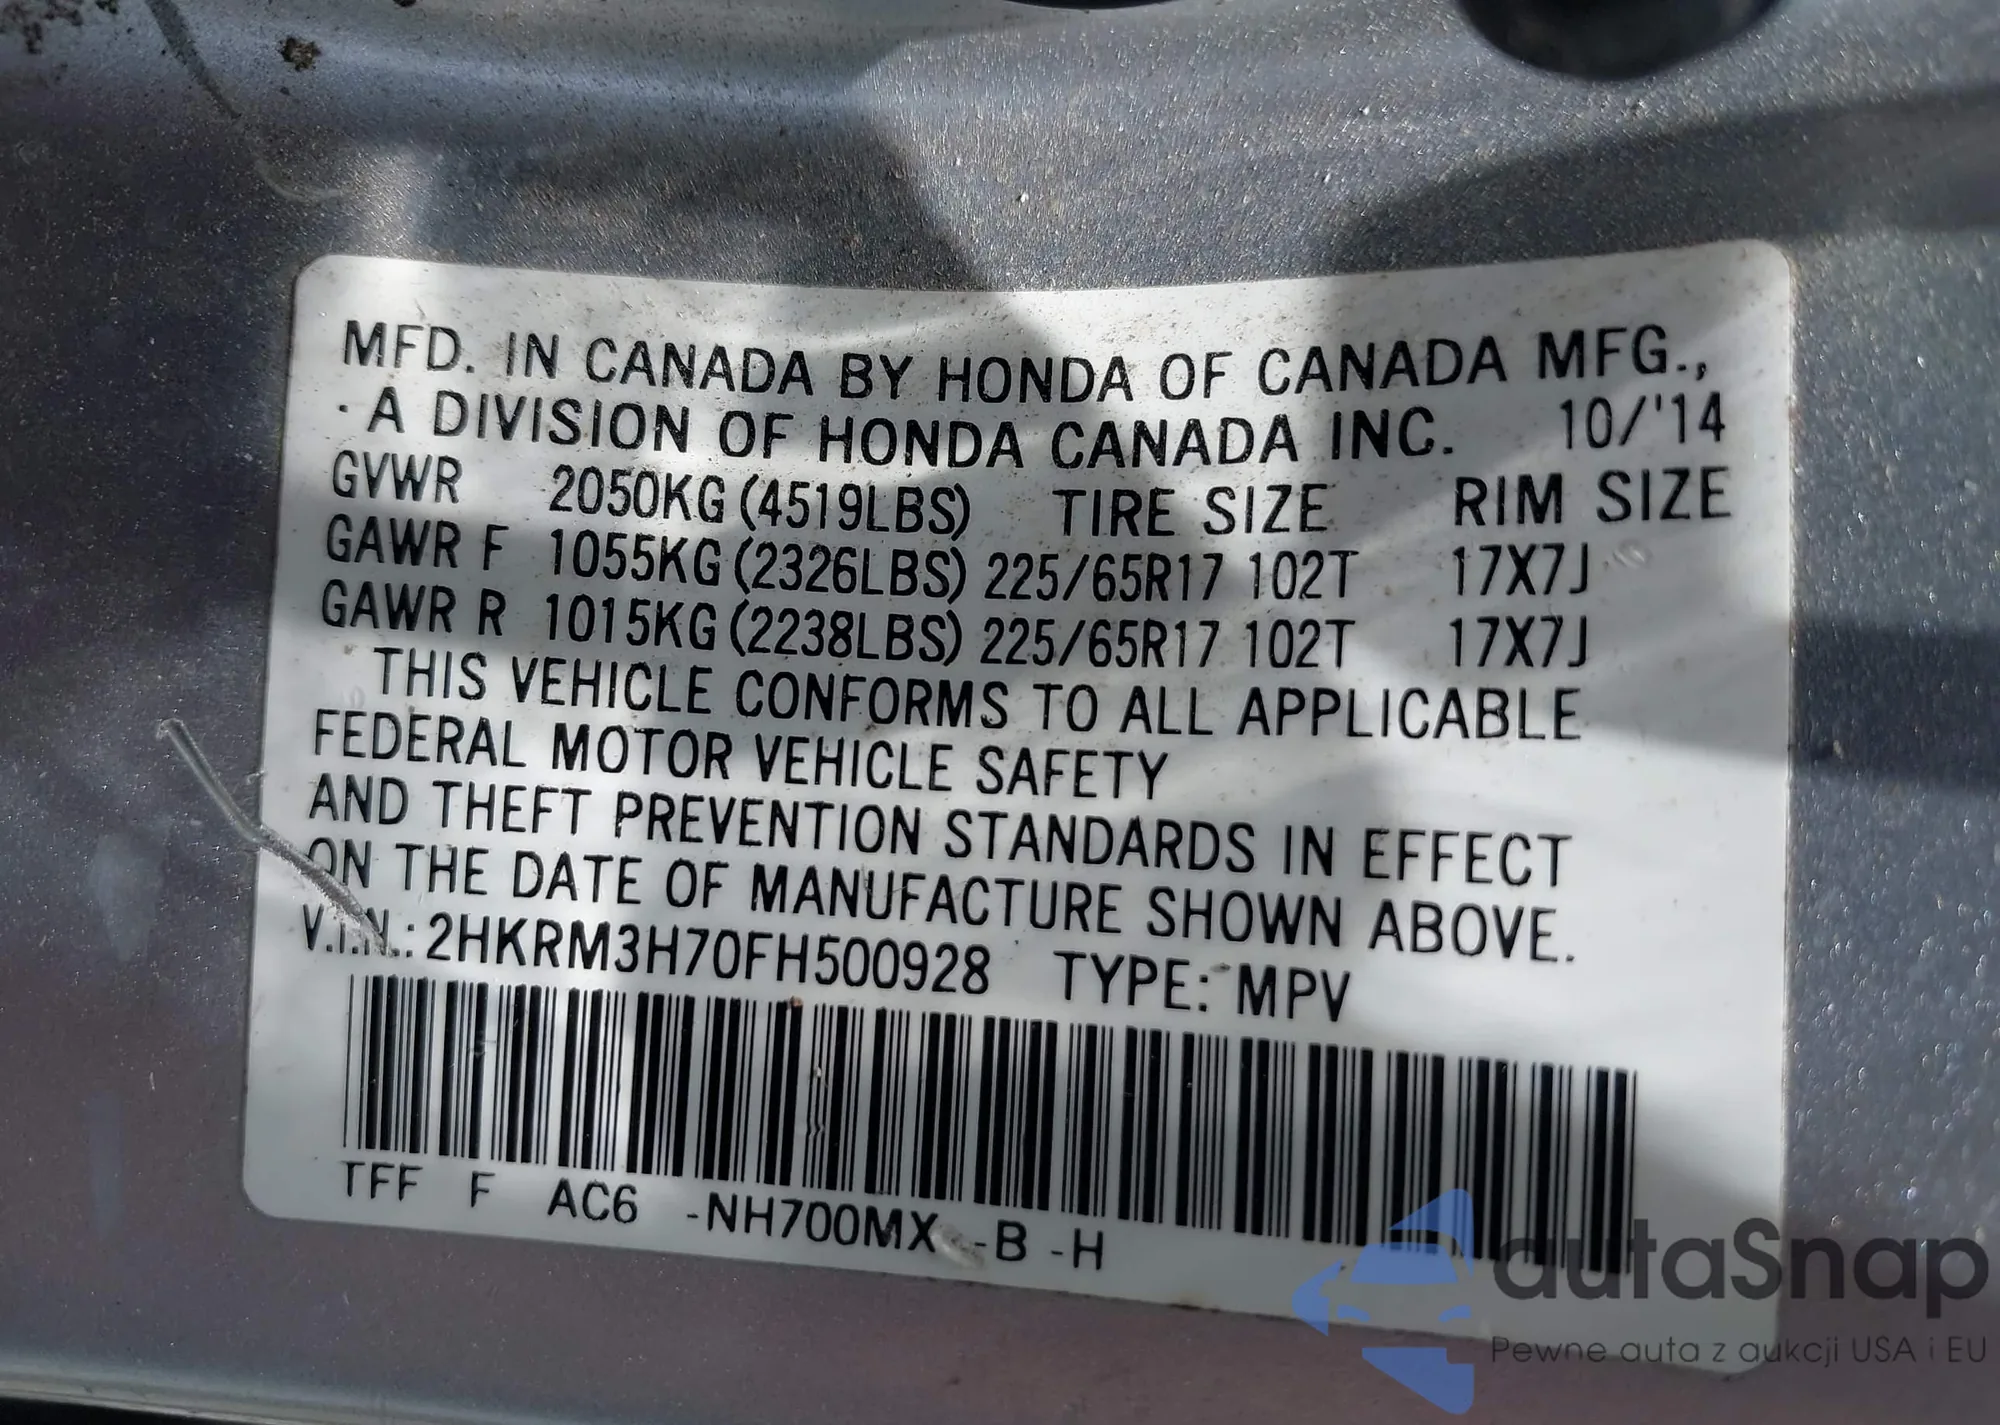 MFD. IN CANADA BY HONDA OF CANADA MFG.,
A DIVISION OF HONDA CANADA INC. 10/'14
GVWR 2050KG (4519LBS) TIRE SIZE RIM SIZE
GAWR F 1055KG (2326LBS) 225/65R17 102T 17X7J
GAWR R 1015KG (2238LBS) 225/65R17 102T 17X7J
THIS VEHICLE CONFORMS TO ALL APPLICABLE
FEDERAL MOTOR VEHICLE SAFETY
AND THEFT PREVENTION STANDARDS IN EFFECT
ON THE DATE OF MANUFACTURE SHOWN ABOVE.
V.I.N.: 2HKRM3H70FH500928 TYPE: MPV
TFF F AC6 -NH700MX -B -H
autaSnap
Pewne auta z aukcji USA i EU